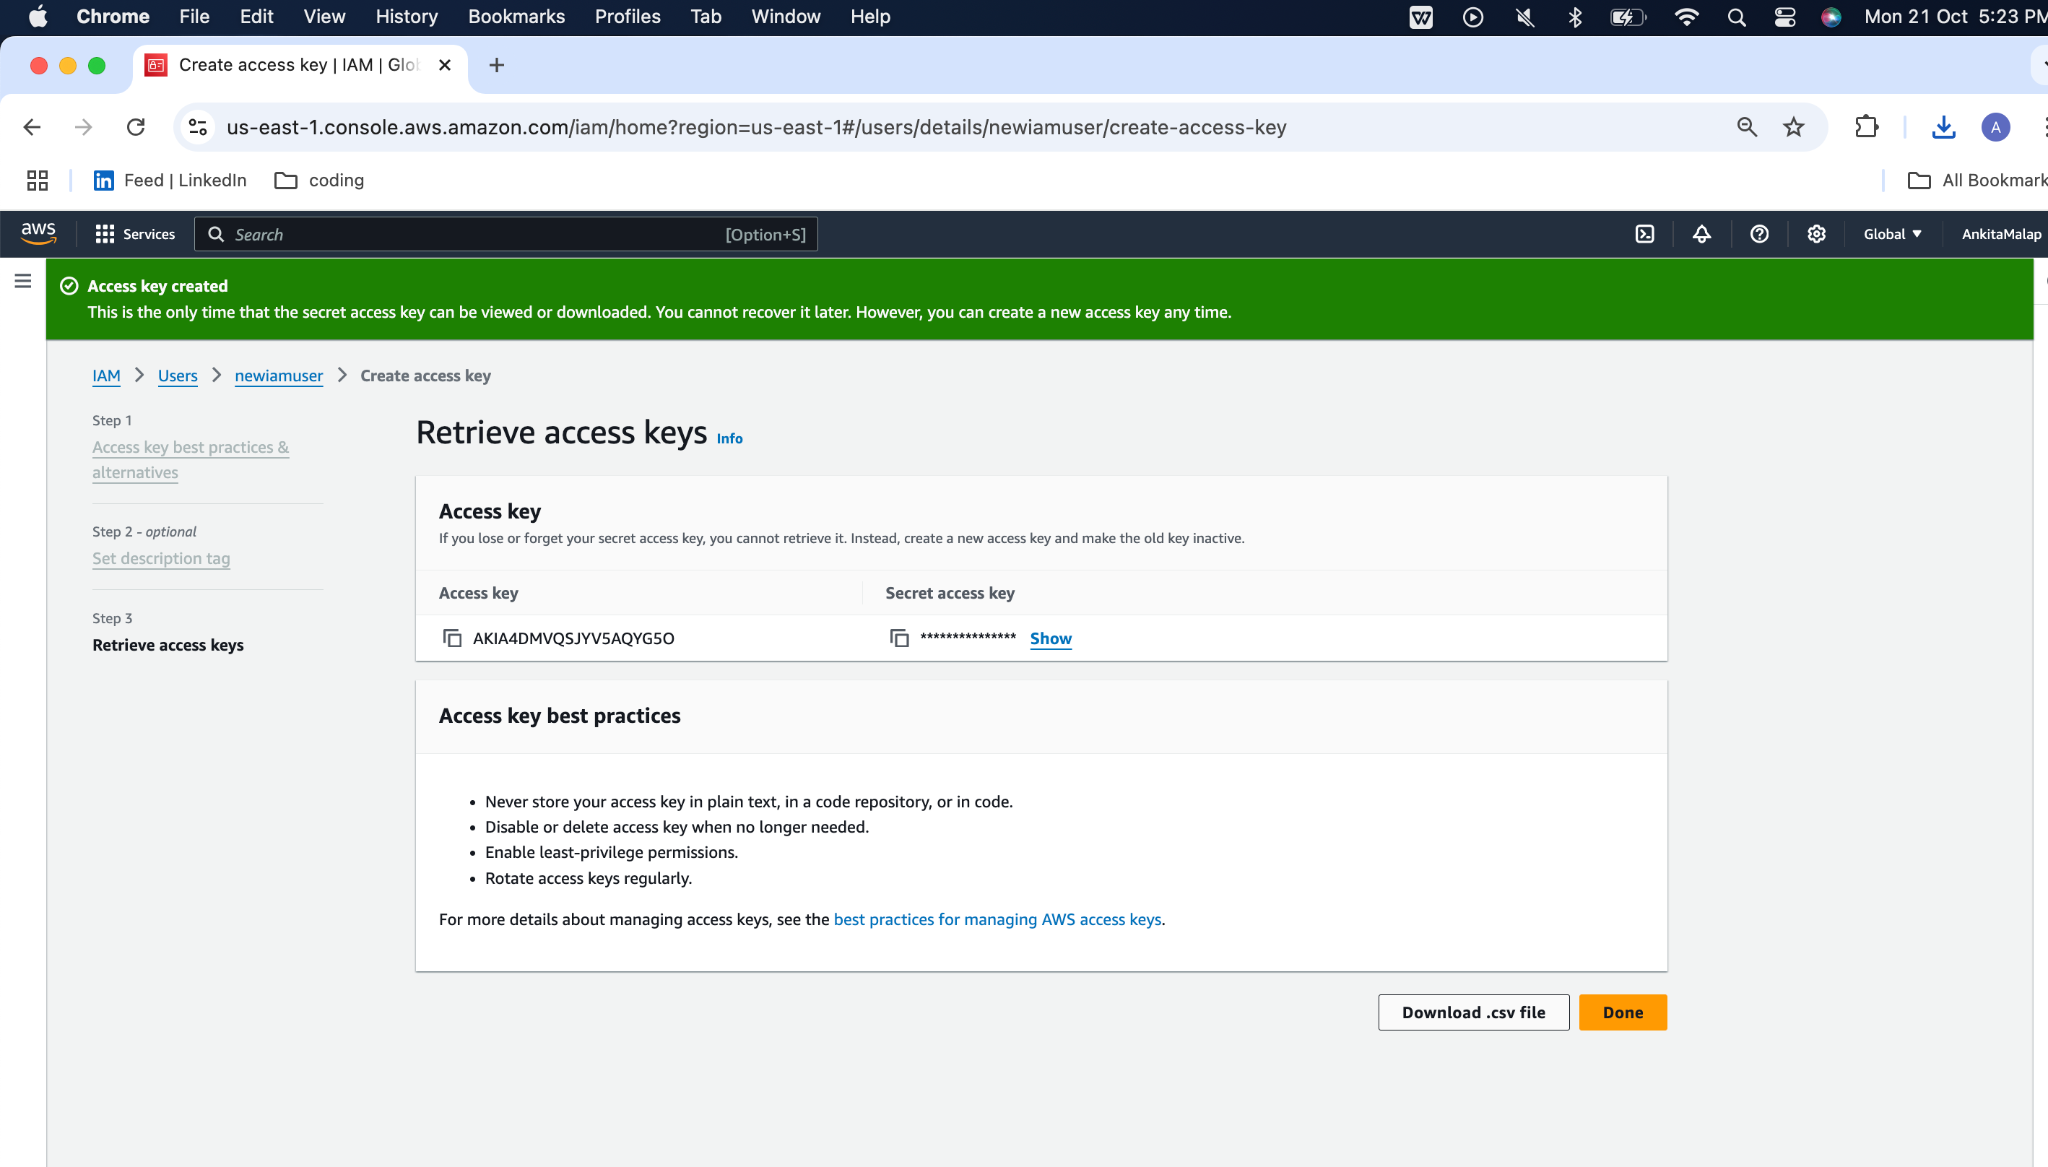 Chrome File Edit View History Bookmarks Profiles Tab Window Help Mon 21 Oct 5:23 PM
Create access key | IAM | Glo
us-east-1.console.aws.amazon.com/iam/home?region=us-east-1#/users/details/newiamuser/create-access-key A
in Feed | LinkedIn coding All Bookmark
aws Services Search [Option+S] Global AnkitaMalap
Access key created
This is the only time that the secret access key can be viewed or downloaded. You cannot recover it later. However, you can create a new access key any time.
IAM > Users > newiamuser > Create access key
Step 1
Access key best practices &
alternatives
Step 2 - optional
Set description tag
Step 3
Retrieve access keys
Retrieve access keys Info
Access key
If you lose or forget your secret access key, you cannot retrieve it. Instead, create a new access key and make the old key inactive.
Access key Secret access key
AKIA4DMVQSJYV5AQYG5O *************** Show
Access key best practices
• Never store your access key in plain text, in a code repository, or in code.
• Disable or delete access key when no longer needed.
• Enable least-privilege permissions.
• Rotate access keys regularly.
For more details about managing access keys, see the best practices for managing AWS access keys.
Download .csv file Done